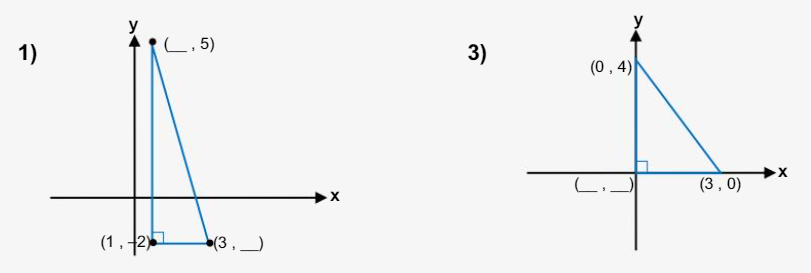 1)
y
(__ , 5)
x
(1 , –2)
(3 , __)
3)
y
(0 , 4)
x
(__ , __)
(3 , 0)